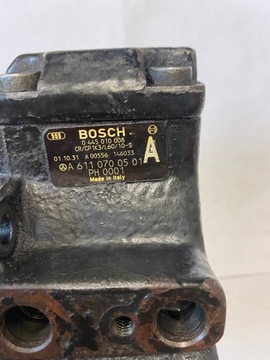 BOSCH
0 445 010 008
CR/CP1K3/L60/10-S
01.10.31 A 00556 146033
A 611 070 05 01
PH 0001
Made in Italy
A